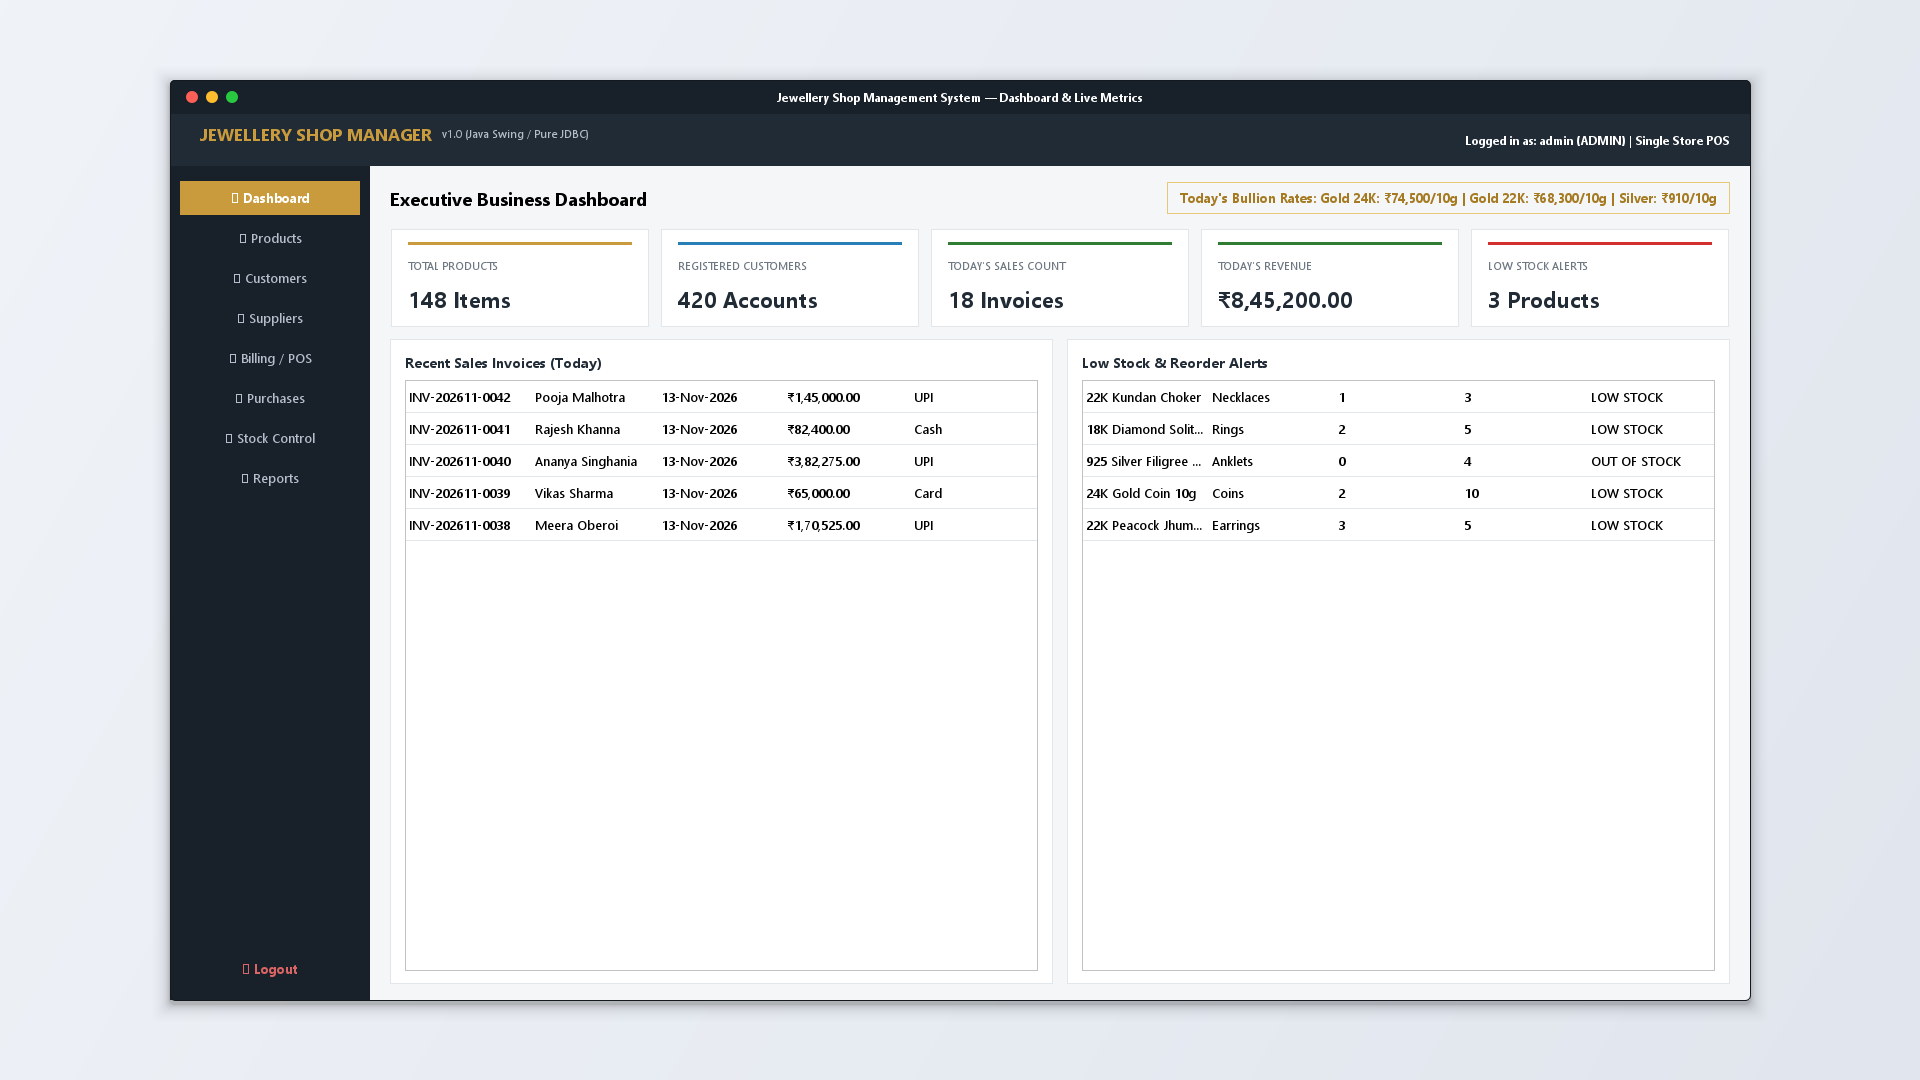 Jewellery Shop Management System — Dashboard & Live Metrics
JEWELLERY SHOP MANAGER v1.0 (Java Swing / Pure JDBC)
Logged in as: admin (ADMIN) | Single Store POS
Dashboard
Products
Customers
Suppliers
Billing / POS
Purchases
Stock Control
Reports
Logout
Executive Business Dashboard
Today's Bullion Rates: Gold 24K: ₹74,500/10g | Gold 22K: ₹68,300/10g | Silver: ₹910/10g
TOTAL PRODUCTS
148 Items
REGISTERED CUSTOMERS
420 Accounts
TODAY'S SALES COUNT
18 Invoices
TODAY'S REVENUE
₹8,45,200.00
LOW STOCK ALERTS
3 Products
Recent Sales Invoices (Today)
INV-202611-0042 Pooja Malhotra 13-Nov-2026 ₹1,45,000.00 UPI
INV-202611-0041 Rajesh Khanna 13-Nov-2026 ₹82,400.00 Cash
INV-202611-0040 Ananya Singhania 13-Nov-2026 ₹3,82,275.00 UPI
INV-202611-0039 Vikas Sharma 13-Nov-2026 ₹65,000.00 Card
INV-202611-0038 Meera Oberoi 13-Nov-2026 ₹1,70,525.00 UPI
Low Stock & Reorder Alerts
22K Kundan Choker Necklaces 1 3 LOW STOCK
18K Diamond Solit... Rings 2 5 LOW STOCK
925 Silver Filigree ... Anklets 0 4 OUT OF STOCK
24K Gold Coin 10g Coins 2 10 LOW STOCK
22K Peacock Jhum... Earrings 3 5 LOW STOCK